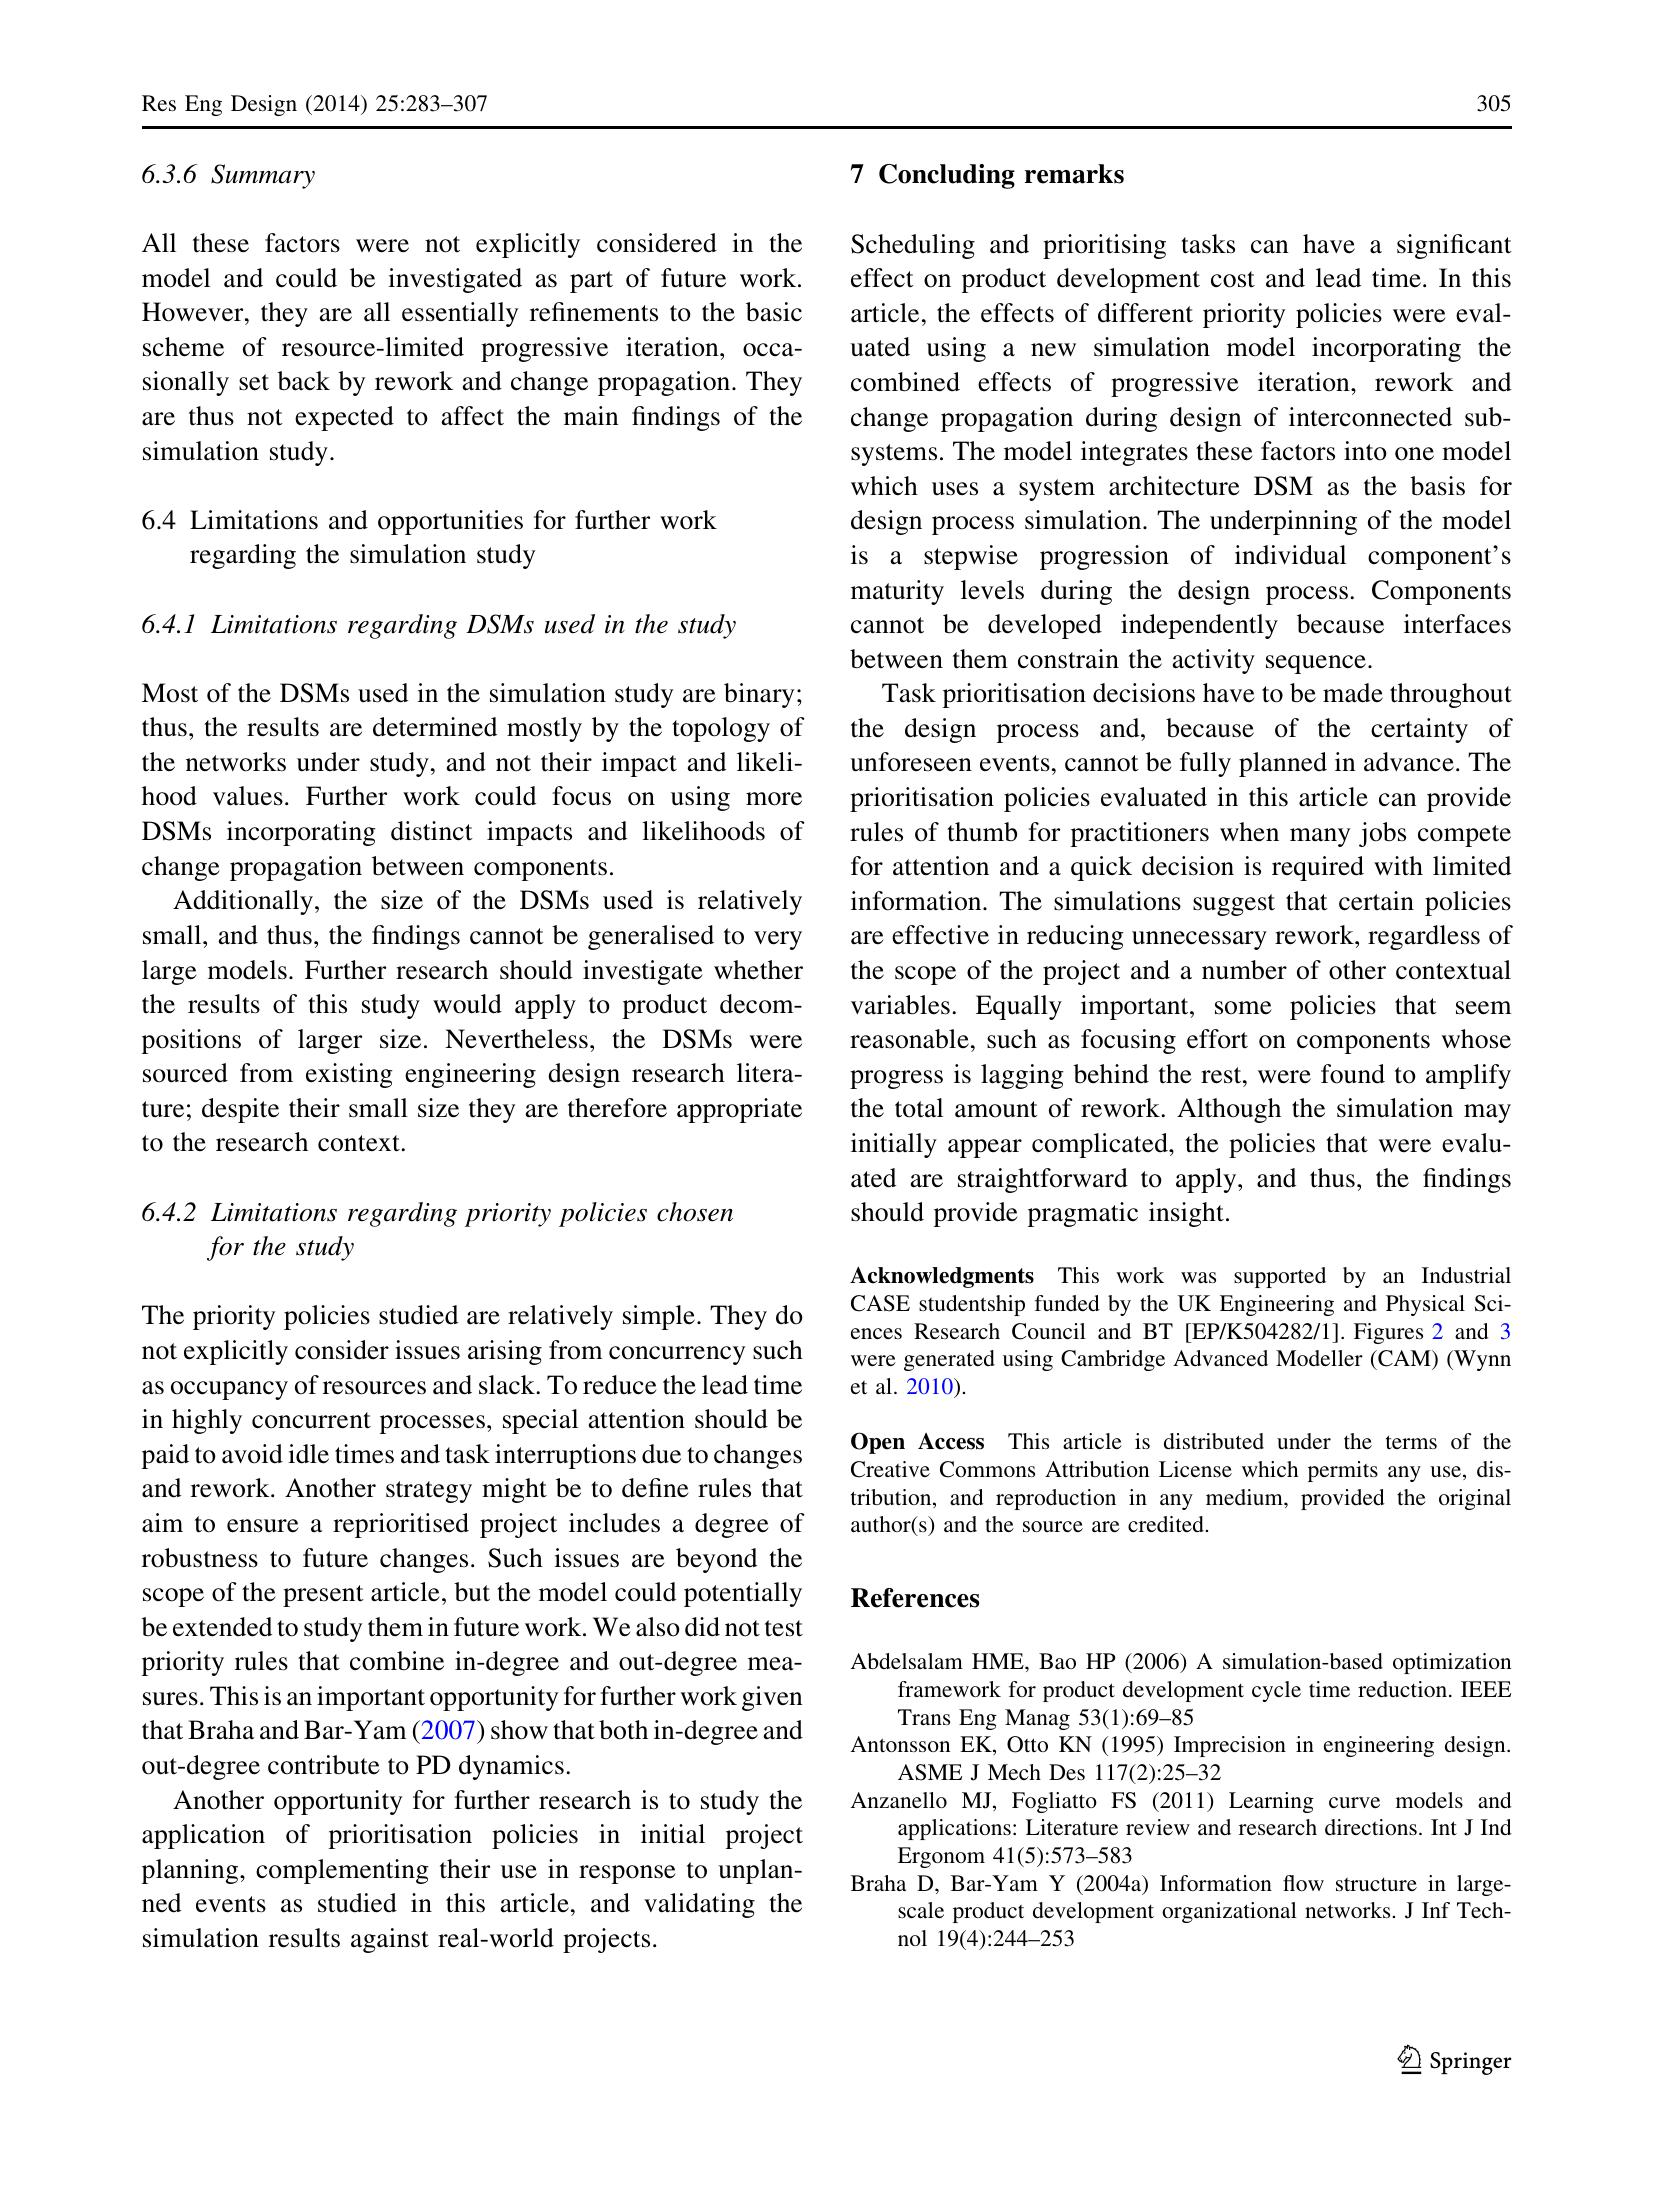 Res Eng Design (2014) 25:283–307
305
6.3.6 Summary
All these factors were not explicitly considered in the
model and could be investigated as part of future work.
However, they are all essentially refinements to the basic
scheme of resource-limited progressive iteration, occa-
sionally set back by rework and change propagation. They
are thus not expected to affect the main findings of the
simulation study.
6.4 Limitations and opportunities for further work
regarding the simulation study
6.4.1 Limitations regarding DSMs used in the study
Most of the DSMs used in the simulation study are binary;
thus, the results are determined mostly by the topology of
the networks under study, and not their impact and likeli-
hood values. Further work could focus on using more
DSMs incorporating distinct impacts and likelihoods of
change propagation between components.
Additionally, the size of the DSMs used is relatively
small, and thus, the findings cannot be generalised to very
large models. Further research should investigate whether
the results of this study would apply to product decom-
positions of larger size. Nevertheless, the DSMs were
sourced from existing engineering design research litera-
ture; despite their small size they are therefore appropriate
to the research context.
6.4.2 Limitations regarding priority policies chosen
for the study
The priority policies studied are relatively simple. They do
not explicitly consider issues arising from concurrency such
as occupancy of resources and slack. To reduce the lead time
in highly concurrent processes, special attention should be
paid to avoid idle times and task interruptions due to changes
and rework. Another strategy might be to define rules that
aim to ensure a reprioritised project includes a degree of
robustness to future changes. Such issues are beyond the
scope of the present article, but the model could potentially
be extended to study them in future work. We also did not test
priority rules that combine in-degree and out-degree mea-
sures. This is an important opportunity for further work given
that Braha and Bar-Yam (2007) show that both in-degree and
out-degree contribute to PD dynamics.
Another opportunity for further research is to study the
application of prioritisation policies in initial project
planning, complementing their use in response to unplan-
ned events as studied in this article, and validating the
simulation results against real-world projects.
7 Concluding remarks
Scheduling and prioritising tasks can have a significant
effect on product development cost and lead time. In this
article, the effects of different priority policies were eval-
uated using a new simulation model incorporating the
combined effects of progressive iteration, rework and
change propagation during design of interconnected sub-
systems. The model integrates these factors into one model
which uses a system architecture DSM as the basis for
design process simulation. The underpinning of the model
is a stepwise progression of individual component's
maturity levels during the design process. Components
cannot be developed independently because interfaces
between them constrain the activity sequence.
Task prioritisation decisions have to be made throughout
the design process and, because of the certainty of
unforeseen events, cannot be fully planned in advance. The
prioritisation policies evaluated in this article can provide
rules of thumb for practitioners when many jobs compete
for attention and a quick decision is required with limited
information. The simulations suggest that certain policies
are effective in reducing unnecessary rework, regardless of
the scope of the project and a number of other contextual
variables. Equally important, some policies that seem
reasonable, such as focusing effort on components whose
progress is lagging behind the rest, were found to amplify
the total amount of rework. Although the simulation may
initially appear complicated, the policies that were evalu-
ated are straightforward to apply, and thus, the findings
should provide pragmatic insight.
Acknowledgments This work was supported by an Industrial
CASE studentship funded by the UK Engineering and Physical Sci-
ences Research Council and BT [EP/K504282/1]. Figures 2 and 3
were generated using Cambridge Advanced Modeller (CAM) (Wynn
et al. 2010).
Open Access This article is distributed under the terms of the
Creative Commons Attribution License which permits any use, dis-
tribution, and reproduction in any medium, provided the original
author(s) and the source are credited.
References
Abdelsalam HME, Bao HP (2006) A simulation-based optimization
framework for product development cycle time reduction. IEEE
Trans Eng Manag 53(1):69–85
Antonsson EK, Otto KN (1995) Imprecision in engineering design.
ASME J Mech Des 117(2):25–32
Anzanello MJ, Fogliatto FS (2011) Learning curve models and
applications: Literature review and research directions. Int J Ind
Ergonom 41(5):573–583
Braha D, Bar-Yam Y (2004a) Information flow structure in large-
scale product development organizational networks. J Inf Tech-
nol 19(4):244–253
Springer